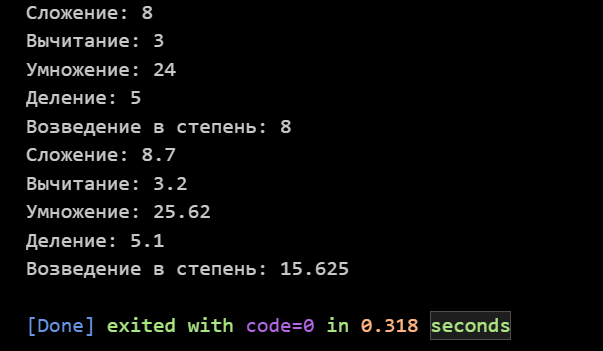 Сложение: 8
Вычитание: 3
Умножение: 24
Деление: 5
Возведение в степень: 8
Сложение: 8.7
Вычитание: 3.2
Умножение: 25.62
Деление: 5.1
Возведение в степень: 15.625
[Done] exited with code=0 in 0.318 seconds